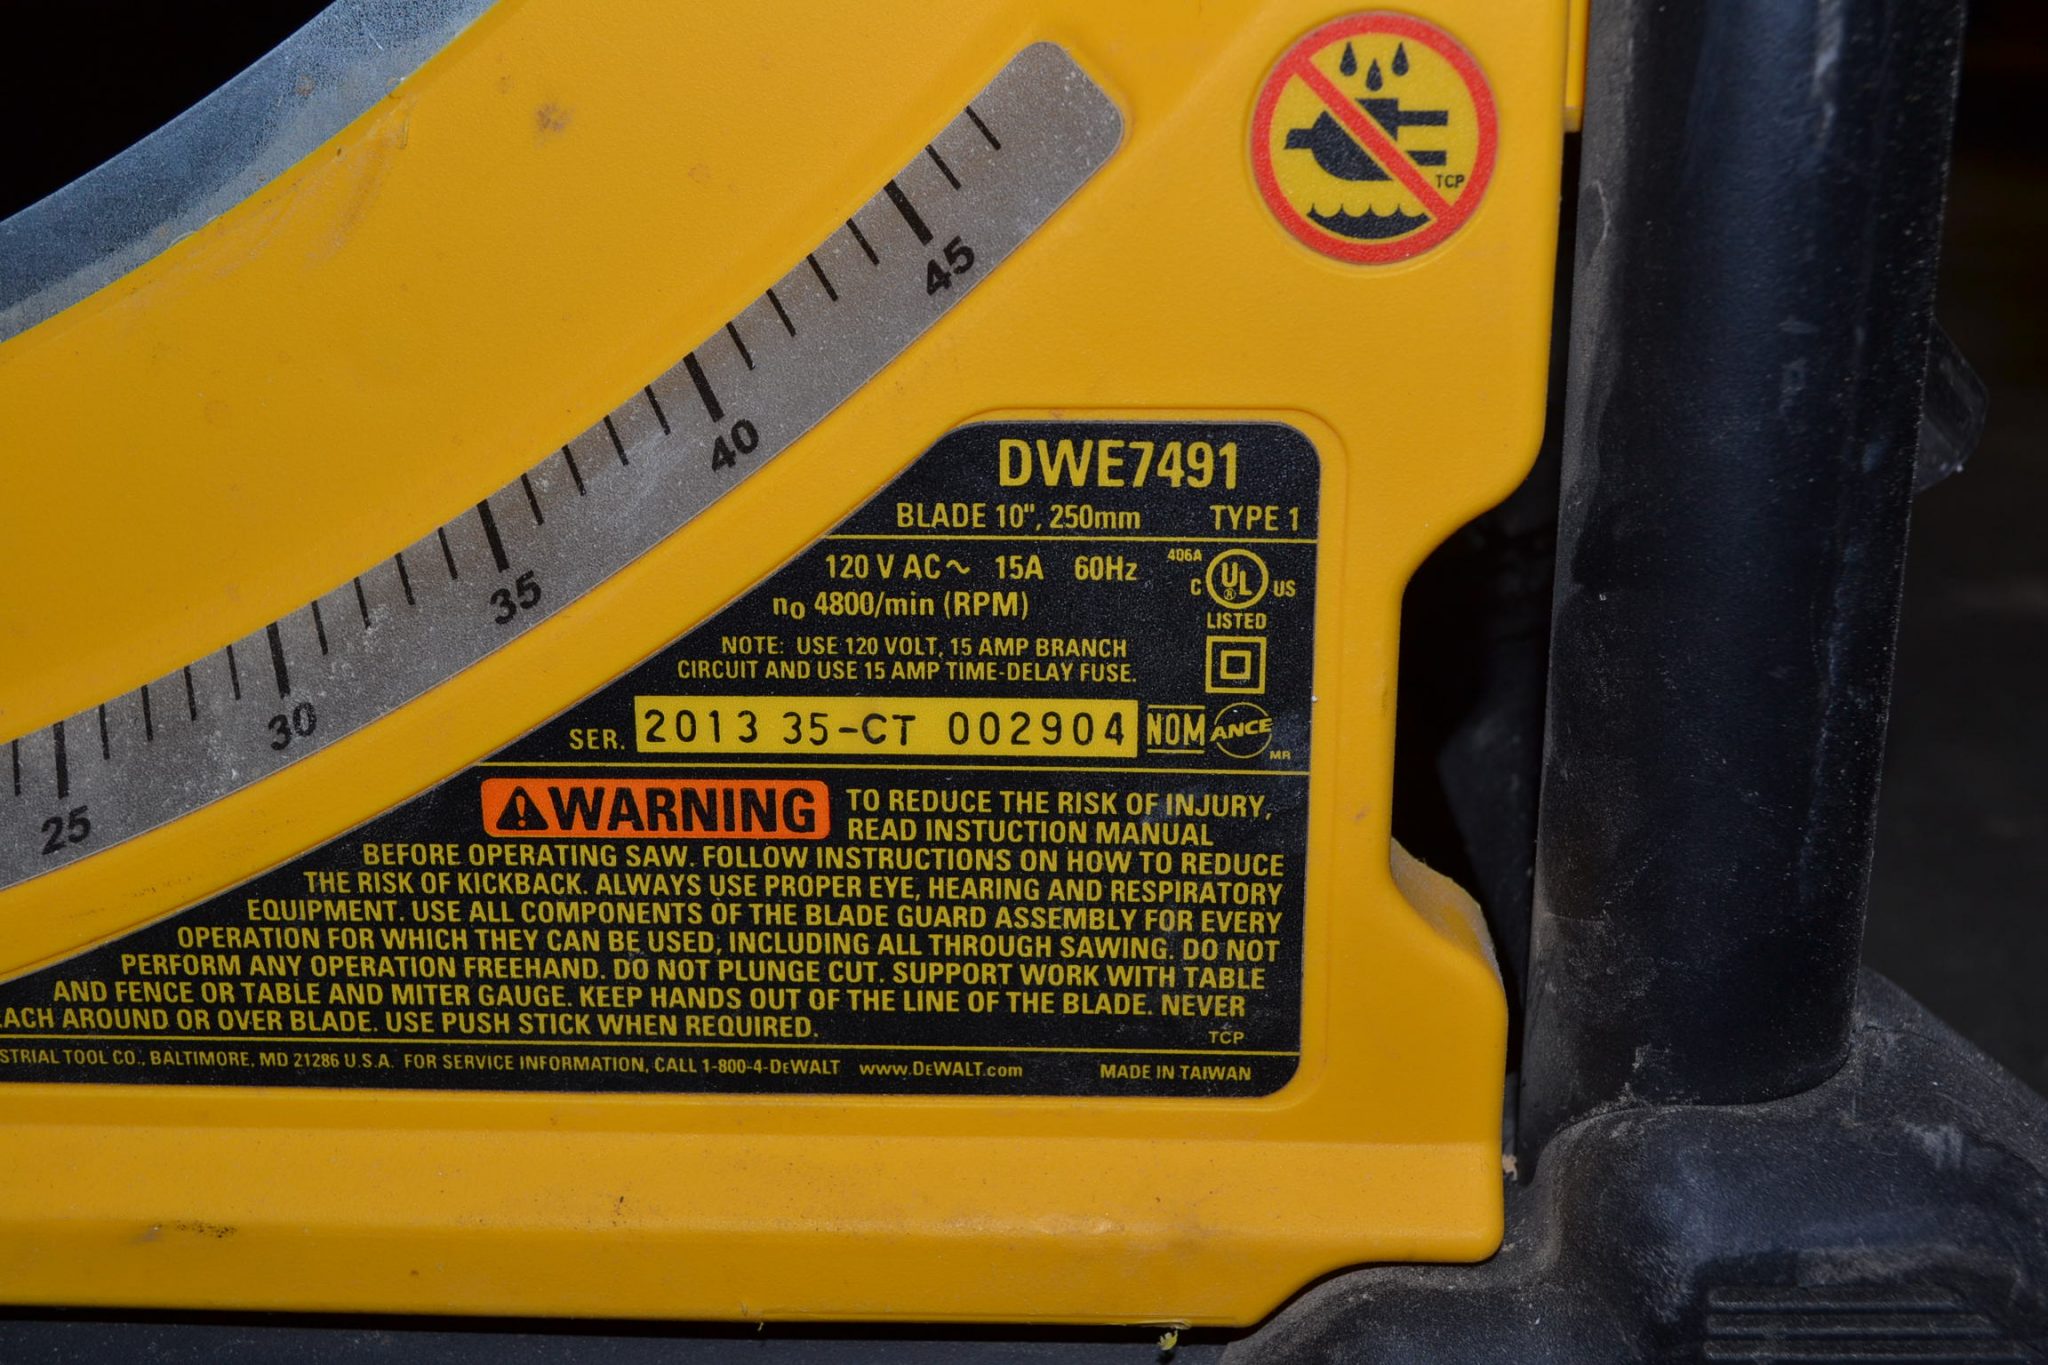 TCP
45
40
35
30
25
DWE7491
BLADE 10", 250mm TYPE 1
120 V AC~ 15A 60Hz
406A
C UL® US
LISTED
n₀ 4800/min (RPM)
NOTE: USE 120 VOLT, 15 AMP BRANCH
CIRCUIT AND USE 15 AMP TIME-DELAY FUSE.
SER. 2013 35-CT 002904 NOM ANCE MR
WARNING TO REDUCE THE RISK OF INJURY,
READ INSTUCTION MANUAL
BEFORE OPERATING SAW. FOLLOW INSTRUCTIONS ON HOW TO REDUCE
THE RISK OF KICKBACK. ALWAYS USE PROPER EYE, HEARING AND RESPIRATORY
EQUIPMENT. USE ALL COMPONENTS OF THE BLADE GUARD ASSEMBLY FOR EVERY
OPERATION FOR WHICH THEY CAN BE USED, INCLUDING ALL THROUGH SAWING. DO NOT
PERFORM ANY OPERATION FREEHAND. DO NOT PLUNGE CUT. SUPPORT WORK WITH TABLE
AND FENCE OR TABLE AND MITER GAUGE. KEEP HANDS OUT OF THE LINE OF THE BLADE. NEVER
AROUND OR OVER BLADE. USE PUSH STICK WHEN REQUIRED.
TCP
TOOL CO., BALTIMORE, MD 21286 U.S.A. FOR SERVICE INFORMATION, CALL 1-800-4-DEWALT www.DEWALT.com MADE IN TAIWAN